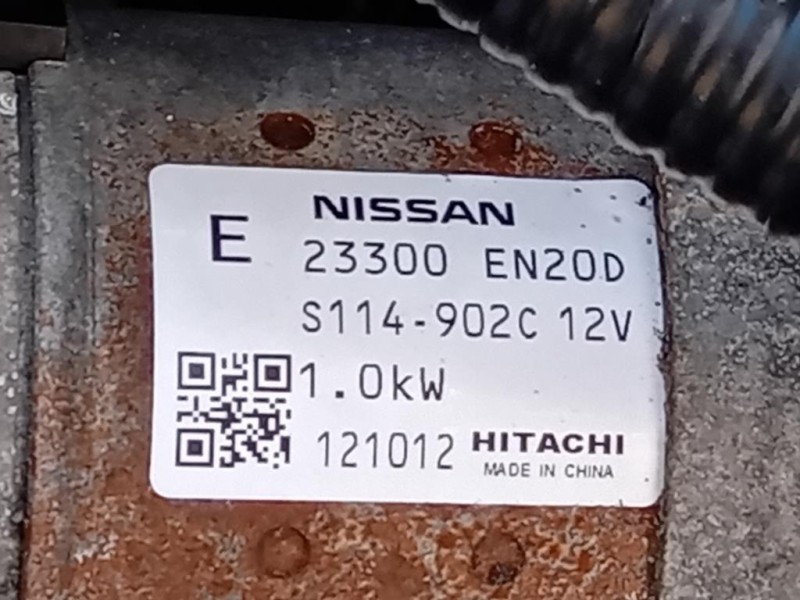 NISSAN
E 23300 EN20D
S114-902C 12V
1.0kW
121012 HITACHI
MADE IN CHINA